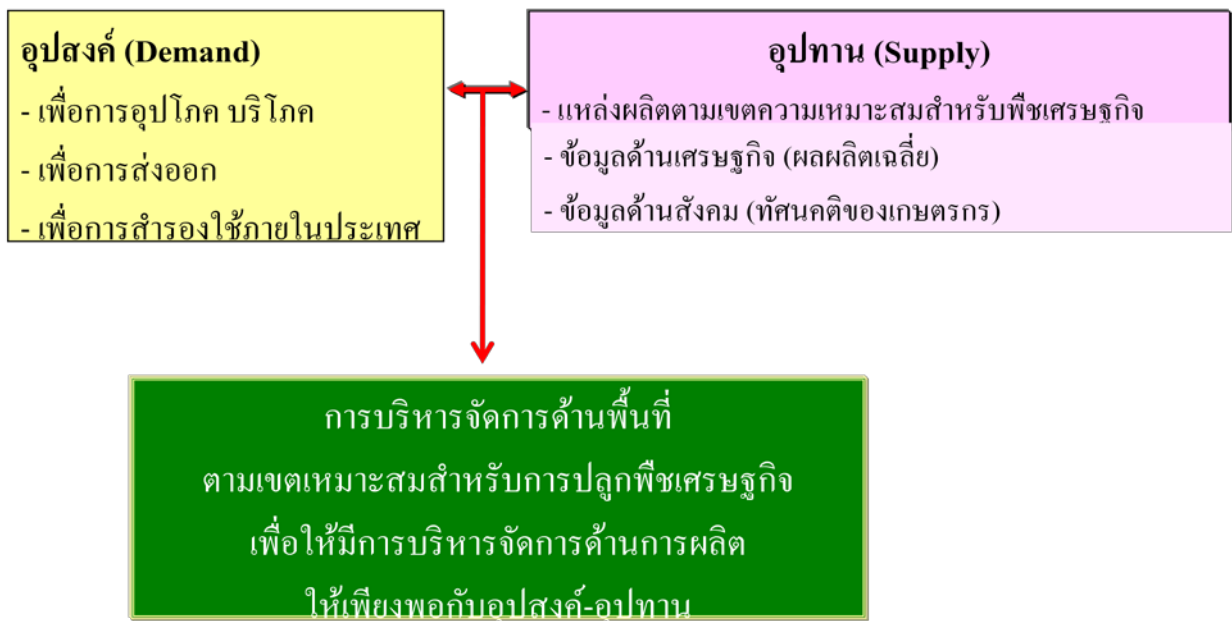 อุปสงค์ (Demand)
- เพื่อการอุปโภค บริโภค
- เพื่อการส่งออก
- เพื่อการสำรองใช้ภายในประเทศ
อุปทาน (Supply)
- แหล่งผลิตตามเขตความเหมาะสมสำหรับพืชเศรษฐกิจ
- ข้อมูลด้านเศรษฐกิจ (ผลผลิตเฉลี่ย)
- ข้อมูลด้านสังคม (ทัศนคติของเกษตรกร)
การบริหารจัดการด้านพื้นที่
ตามเขตเหมาะสมสำหรับการปลูกพืชเศรษฐกิจ
เพื่อให้มีการบริหารจัดการด้านการผลิต
ให้เพียงพอกับอุปสงค์-อุปทาน